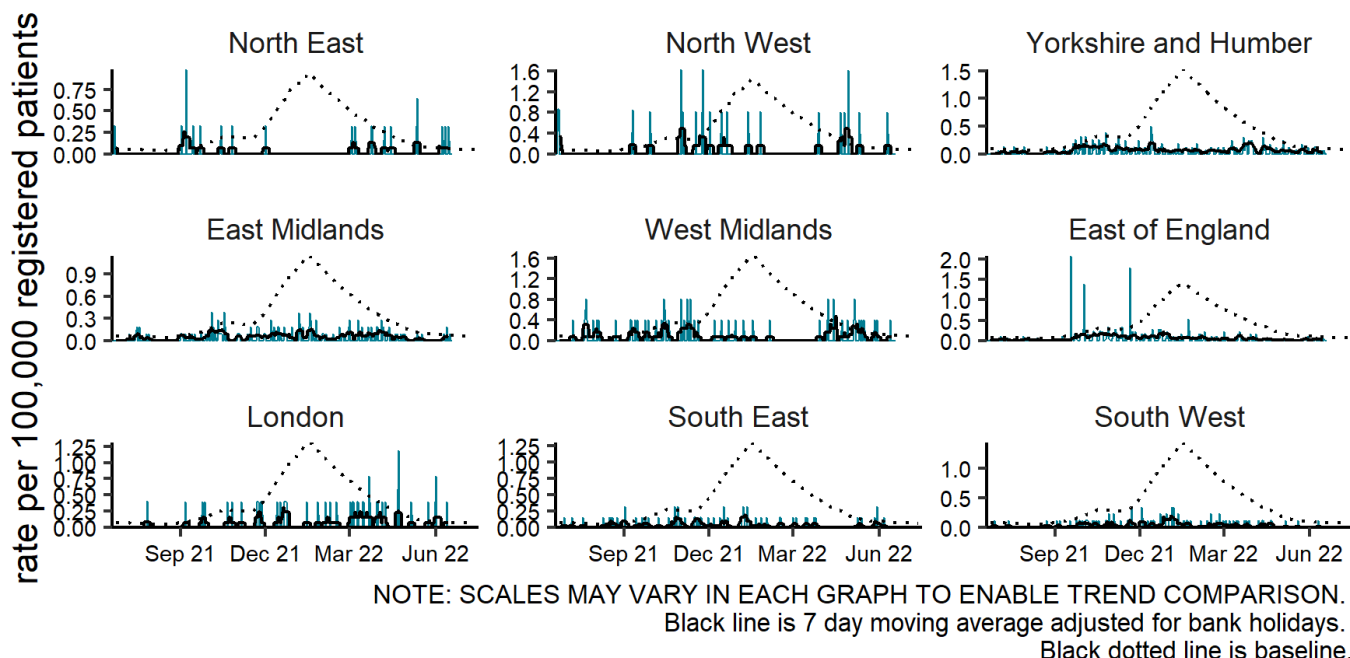 rate per 100,000 registered patients
North East
0.75
0.50
0.25
0.00
North West
1.6
1.2
0.8
0.4
0.0
Yorkshire and Humber
1.5
1.0
0.5
0.0
East Midlands
0.9
0.6
0.3
0.0
West Midlands
1.6
1.2
0.8
0.4
0.0
East of England
2.0
1.5
1.0
0.5
0.0
London
1.25
1.00
0.75
0.50
0.25
0.00
South East
1.25
1.00
0.75
0.50
0.25
0.00
South West
1.0
0.5
0.0
Sep 21 Dec 21 Mar 22 Jun 22
Sep 21 Dec 21 Mar 22 Jun 22
Sep 21 Dec 21 Mar 22 Jun 22
NOTE: SCALES MAY VARY IN EACH GRAPH TO ENABLE TREND COMPARISON.
Black line is 7 day moving average adjusted for bank holidays.
Black dotted line is baseline.